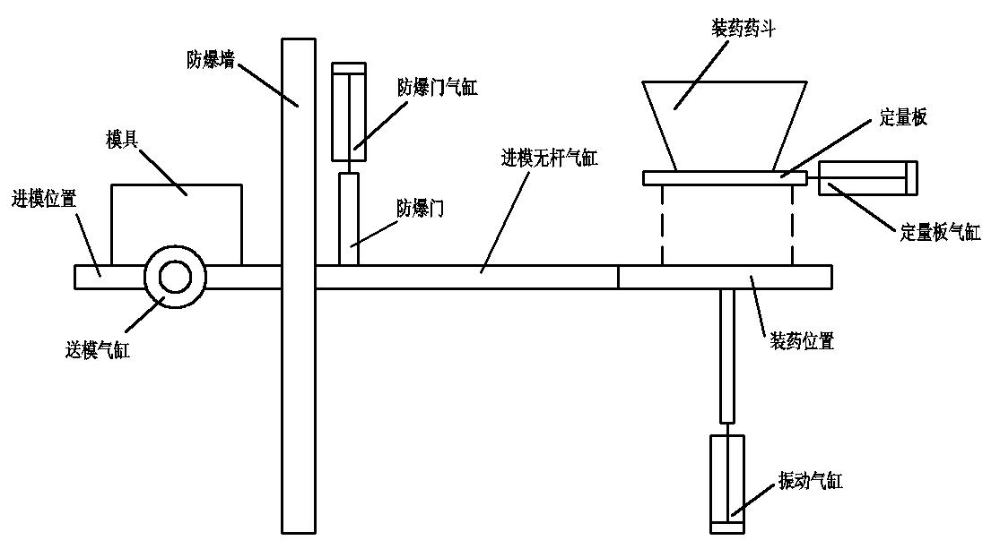 装药药斗
防爆墙
防爆门气缸
定量板
模具
进模无杆气缸
进模位置
防爆门
定量板气缸
送模气缸
装药位置
振动气缸